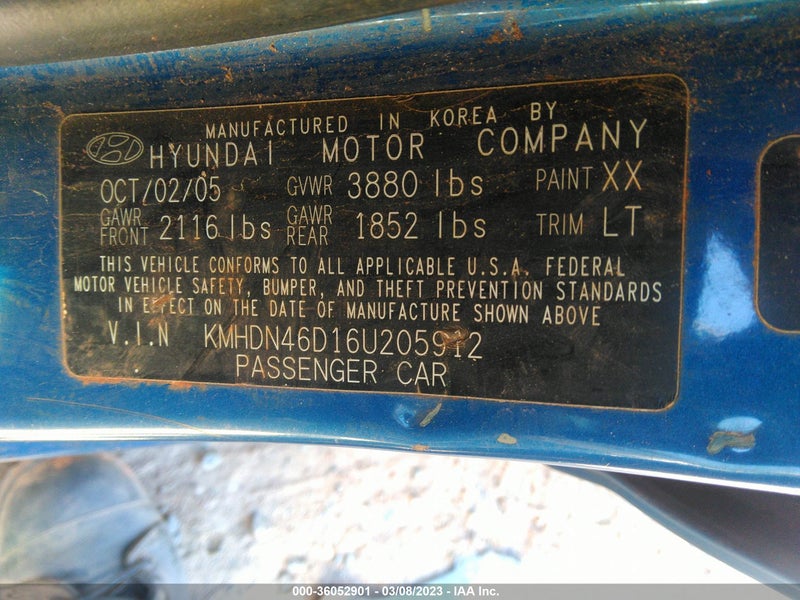 MANUFACTURED IN KOREA BY
HYUNDAI MOTOR COMPANY
OCT/02/05 GVWR 3880 lbs PAINT XX
GAWR FRONT 2116 lbs GAWR REAR 1852 lbs TRIM LT
THIS VEHICLE CONFORMS TO ALL APPLICABLE U.S.A. FEDERAL
MOTOR VEHICLE SAFETY, BUMPER, AND THEFT PREVENTION STANDARDS
IN EFFECT ON THE DATE OF MANUFACTURE SHOWN ABOVE
V.I.N KMHDN46D16U205912
PASSENGER CAR
000-36052901 - 03/08/2023 - IAA Inc.